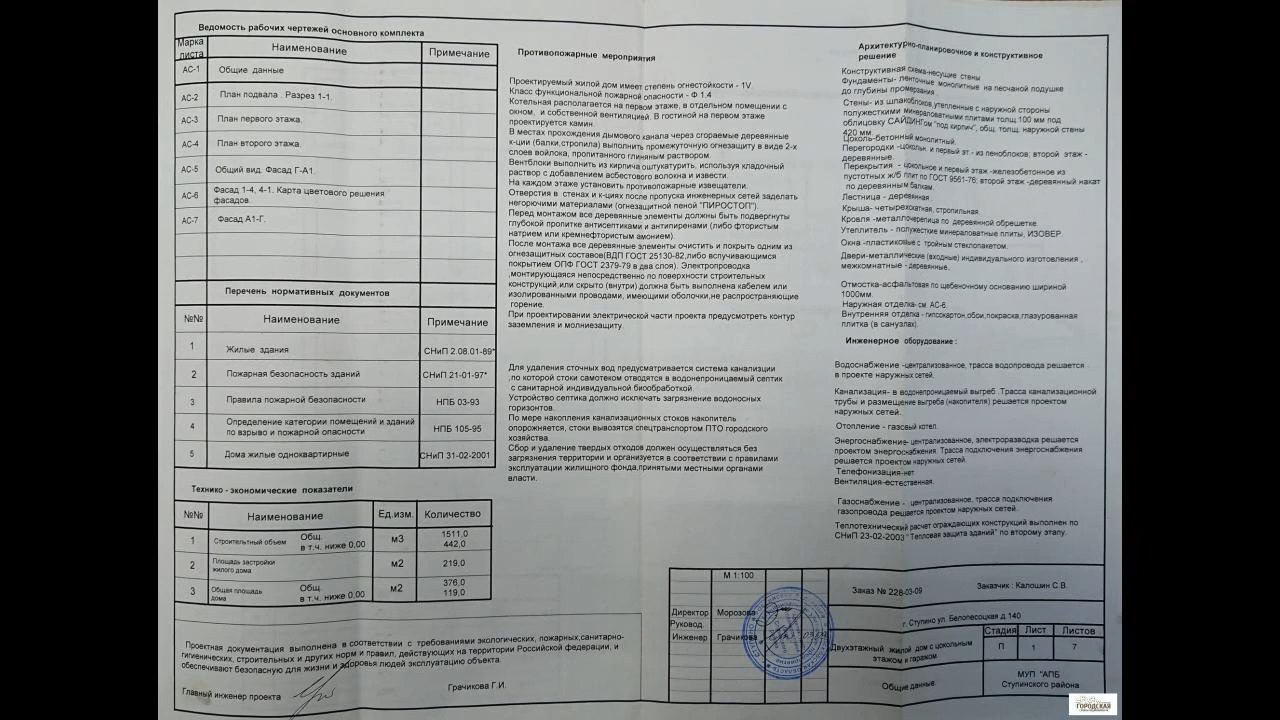 Ведомость рабочих чертежей основного комплекта
Марка листа Наименование Примечание
АС-1 Общие данные
АС-2 План подвала . Разрез 1-1.
АС-3 План первого этажа.
АС-4 План второго этажа.
АС-5 Общий вид. Фасад Г-А1.
АС-6 Фасад 1-4, 4-1. Карта цветового решения
фасадов.
АС-7 Фасад А1-Г.
Перечень нормативных документов
№№ Наименование Примечание
1 Жилые здания СНиП 2.08.01-89*
2 Пожарная безопасность зданий СНиП 21-01-97*
3 Правила пожарной безопасности НПБ 03-93
4 Определение категории помещений и зданий
по взрыво и пожарной опасности НПБ 105-95
5 Дома жилые одноквартирные СНиП 31-02-2001
Технико - экономические показатели
№№ Наименование Ед.изм. Количество
1 Строительтный объем Общ. м3 1511,0
в т.ч. ниже 0,00 442,0
2 Площадь застройки
жилого дома м2 219,0
3 Общая площадь Общ. м2 376,0
дома в т.ч. ниже 0,00 119,0
Проектная документация выполнена в соответствии с требованиями экологических, пожарных,санитарно-
гигиенических, строительных и других норм и правил, действующих на территории Российской федерации, и
обеспечивают безопасную для жизни и здоровья людей эксплуатацию объекта.
Главный инженер проекта Грачикова Г.И.
Противопожарные мероприятия
Проектируемый жилой дом имеет степень огнестойкости - 1V
Класс функциональной пожарной опасности - Ф 1.4
Котельная располагается на первом этаже, в отдельном помещении с
окном, и собственной вентиляцией. В гостиной на первом этаже
проектируется камин.
В местах прохождения дымового канала через сгораемые деревянные
к-ции (балки,стропила) выполнить промежуточную огнезащиту в виде 2-х
слоев войлока, пропитанного глиняным раствором.
Вентблоки выполнить из кирпича оштукатурить, используя кладочный
раствор с добавлением асбестового волокна и извести.
На каждом этаже установить противопожарные извещатели.
Отверстия в стенах и к-циях после пропуска инженерных сетей заделать
негорючими материалами (огнезащитной пеной "ПИРОСТОП").
Перед монтажом все деревянные элементы должны быть подвергнуты
глубокой пропитке антисептиками и антипиренами (либо фтористым
натрием или кремнефтористым амонием).
После монтажа все деревянные элементы очистить и покрыть одним из
огнезащитных составов(ВДП ГОСТ 25130-82,либо вспучивающимся
покрытием ОПФ ГОСТ 2379-79 в два слоя). Электропроводка
,монтирующаяся непосредственно по поверхности строительных
конструкций,или скрыто (внутри) должна быть выполнена кабелем или
изолированными проводами, имеющими оболочки,не распространяющие
горение.
При проектировании электрической части проекта предусмотреть контур
заземления и молниезащиту.
Для удаления сточных вод предусматривается система канализации
,по которой стоки самотеком отводятся в водонепроницаемый септик
с санитарной индивидуальной биообработкой.
Устройство септика должно исключать загрязнение водоносных
горизонтов.
По мере накопления канализационных стоков накопитель
опорожняется, стоки вывозятся спецтранспортом ПТО городского
хозяйства.
Сбор и удаление твердых отходов должен осуществляться без
загрязнения территории и организуется в соответствии с правилами
эксплуатации жилищного фонда,принятыми местными органами
власти.
Архитектурно-планировочное и конструктивное
решение
Конструктивная схема-несущие стены
Фундаменты- ленточные монолитные на песчаной подушке
до глубины промерзания .
Стены- из шлакоблоков,утепленные с наружной стороны
полужесткими минераловатными плитами толщ.100 мм под
облицовку САЙДИНГом "под кирпич", общ. толщ. наружной стены
420 мм.
Цоколь-бетонный монолитный.
Перегородки -цокольн. и первый эт.- из пеноблоков; второй этаж -
деревянные.
Перекрытия - цокольное и первый этаж -железобетонное из
пустотных ж/б плит по ГОСТ 9561-76; второй этаж -деревянный накат
по деревянным балкам.
Лестница - деревянная .
Крыша- четырехскатная, стропильная.
Кровля -металлочерепица по деревянной обрешетке.
Утеплитель - полужесткие минераловатные плиты, ИЗОВЕР.
Окна -пластиковые с тройным стеклопакетом.
Двери-металлические (входные) индивидуального изготовления ,
межкомнатные - деревянные.
Отмостка-асфальтовая по щебеночному основанию шириной
1000мм.
Наружная отделка- см. АС-6.
Внутренняя отделка - гипсокартон,обои,покраска,глазурованная
плитка (в санузлах).
Инженерное оборудование :
Водоснабжение -централизованное, трасса водопровода решается
в проекте наружных сетей.
Канализация- в водонепроницаемый выгреб .Трасса канализационной
трубы и размещение выгреба (накопителя) решается проектом
наружных сетей.
Отопление - газовый котел.
Энергоснабжение- централизованное, электроразводка решается
проектом энергоснабжения. Трасса подключения энергоснабжения
решается проектом наружных сетей.
Телефонизация-нет
Вентиляция-естественная.
Газоснабжение - централизованное, трасса подключения
газопровода решается проектом наружных сетей.
Теплотехнический расчет ограждающих конструкций выполнен по
СНиП 23-02-2003 " Тепловая защита зданий" по второму этапу.
М 1:100
Директор Морозова
Руковод.
Инженер Грачикова
Заказ № 228-03-09 Заказчик : Калошин С.В.
г. Ступино ул. Белопесоцкая д.140
Двухэтажный жилой дом с цокольным
этажом и гаражом.
Стадия Лист Листов
П 1 7
Общие данные.
МУП "АПБ
Ступинского района
ГОРОДСКАЯ